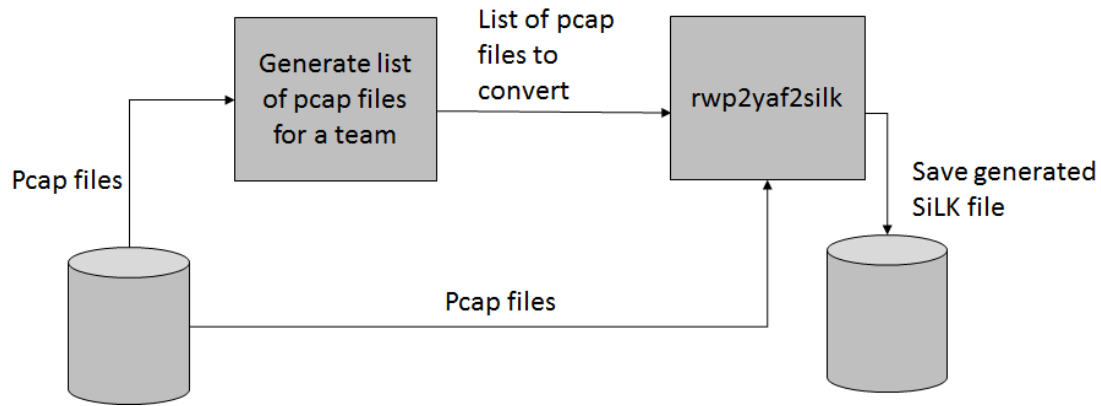 Generate list
of pcap files
for a team
List of pcap
files to
convert
rwp2yaf2silk
Pcap files
Save generated
SiLK file
Pcap files